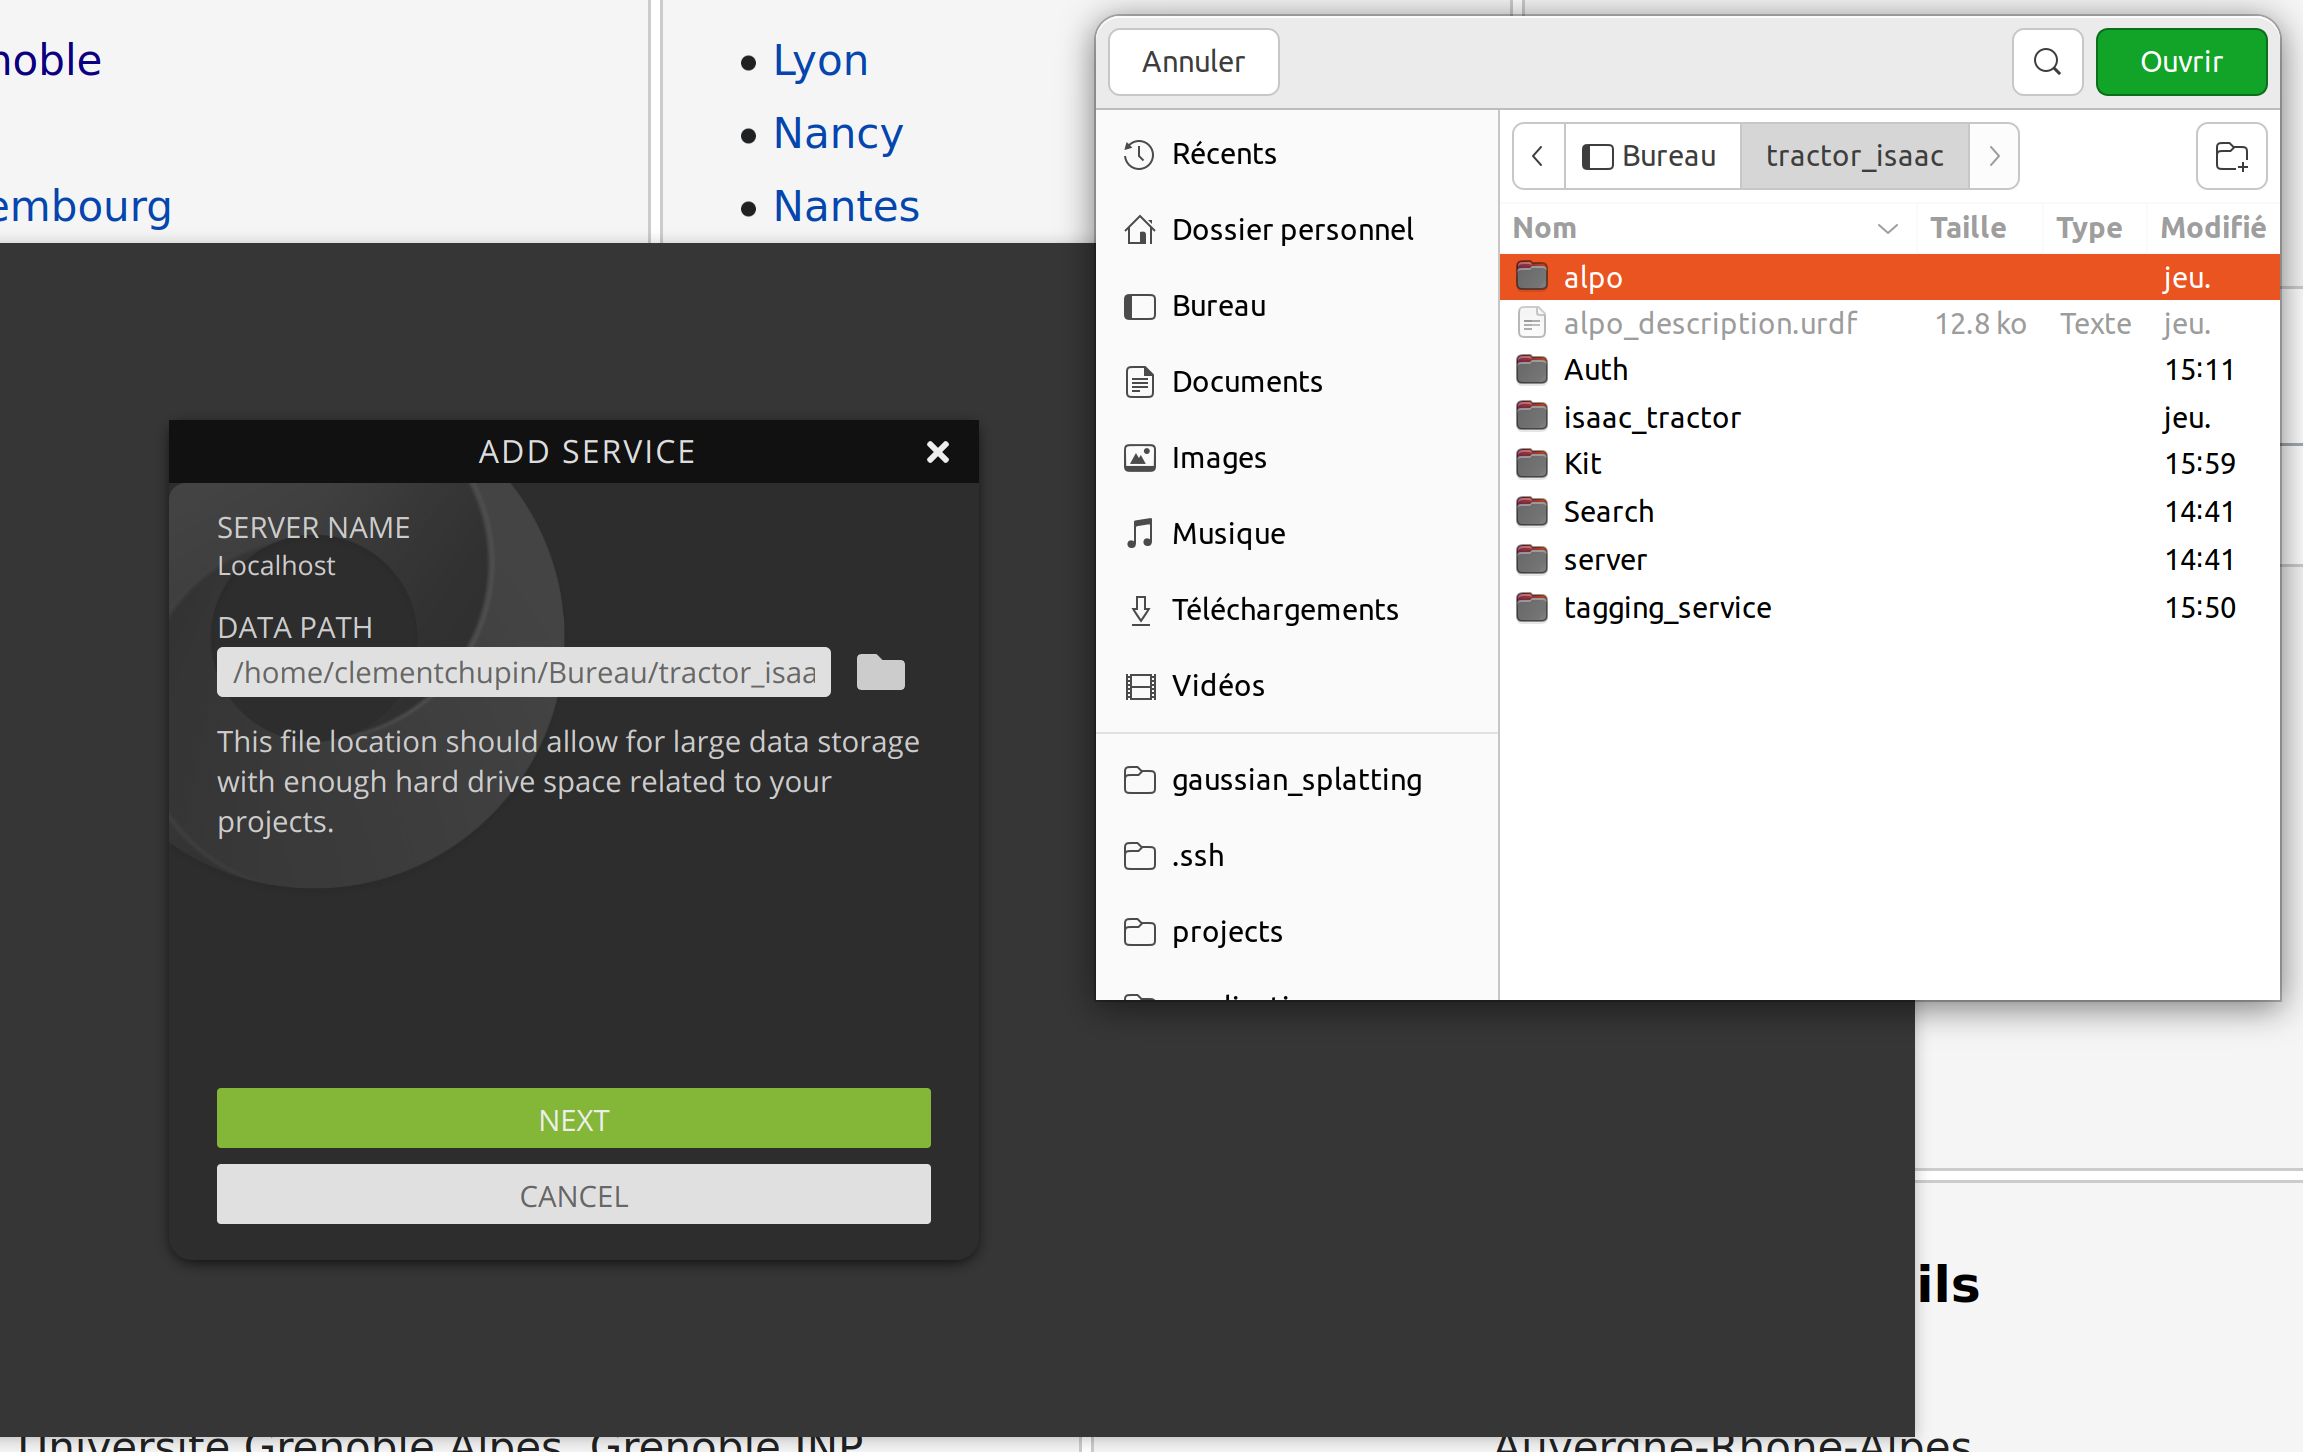 noble
embourg
Lyon
Nancy
Nantes
ADD SERVICE
SERVER NAME
Localhost
DATA PATH
/home/clementchupin/Bureau/tractor_isaa
This file location should allow for large data storage
with enough hard drive space related to your
projects.
NEXT
CANCEL
Annuler
Ouvrir
Récents
Dossier personnel
Bureau
Documents
Images
Musique
Téléchargements
Vidéos
gaussian_splatting
.ssh
projects
Bureau tractor_isaac
Nom Taille Type Modifié
alpo jeu.
alpo_description.urdf 12.8 ko Texte jeu.
Auth 15:11
isaac_tractor jeu.
Kit 15:59
Search 14:41
server 14:41
tagging_service 15:50
ils
Université Grenoble Alpes, Grenoble INP
Auvergne-Rhône-Alpes